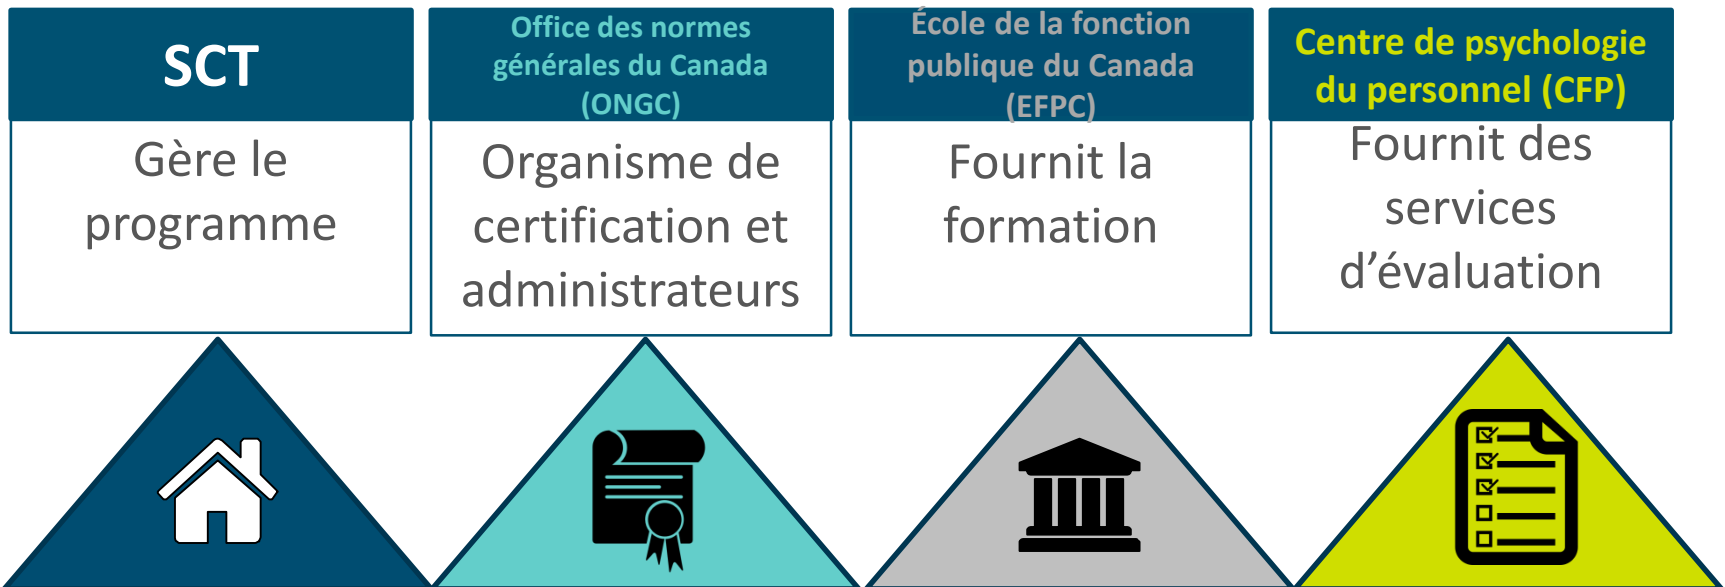 SCT
Gère le
programme
Office des normes
générales du Canada
(ONGC)
Organisme de
certification et
administrateurs
École de la fonction
publique du Canada
(EFPC)
Fournit la
formation
Centre de psychologie
du personnel (CFP)
Fournit des
services
d’évaluation